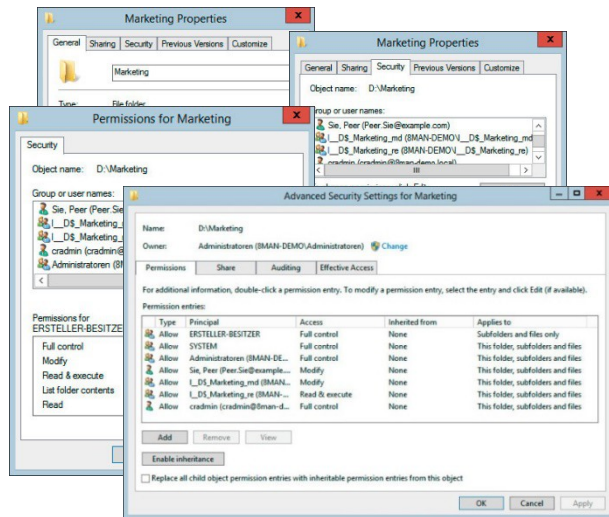 Marketing Properties
General Sharing Security Previous Versions Customize
Marketing
Type: File folder
Marketing Properties
General Sharing Security Previous Versions Customize
Object name: D:\Marketing
Group or user names:
Sie, Peer (Peer.Sie@example.com)
l__D$_Marketing_md (8MAN-DEMO\l__D$_Marketing_md
l__D$_Marketing_re (8MAN-DEMO\l__D$_Marketing_re)
cradmin (cradmin@8man-demo.local)
Permissions for Marketing
Security
Object name: D:\Marketing
Group or user names:
Sie, Peer (Peer.Sie
l__D$_Marketing_
l__D$_Marketing_
cradmin (cradmin@
Administratoren (8
Permissions for
ERSTELLER-BESITZE
Full control
Modify
Read & execute
List folder contents
Read
Advanced Security Settings for Marketing
Name: D:\Marketing
Owner: Administratoren (8MAN-DEMO\Administratoren) Change
Permissions Share Auditing Effective Access
For additional information, double-click a permission entry. To modify a permission entry, select the entry and click Edit (if available).
Permission entries:
Type Principal Access Inherited from Applies to
Allow ERSTELLER-BESITZER Full control None Subfolders and files only
Allow SYSTEM Full control None This folder, subfolders and files
Allow Administratoren (8MAN-DE... Full control None This folder, subfolders and files
Allow Sie, Peer (Peer.Sie@example.... Modify None This folder, subfolders and files
Allow l__D$_Marketing_md (8MAN... Modify None This folder, subfolders and files
Allow l__D$_Marketing_re (8MAN-... Read & execute None This folder, subfolders and files
Allow cradmin (cradmin@8man-d... Full control None This folder, subfolders and files
Add Remove View
Enable inheritance
Replace all child object permission entries with inheritable permission entries from this object
OK Cancel Apply